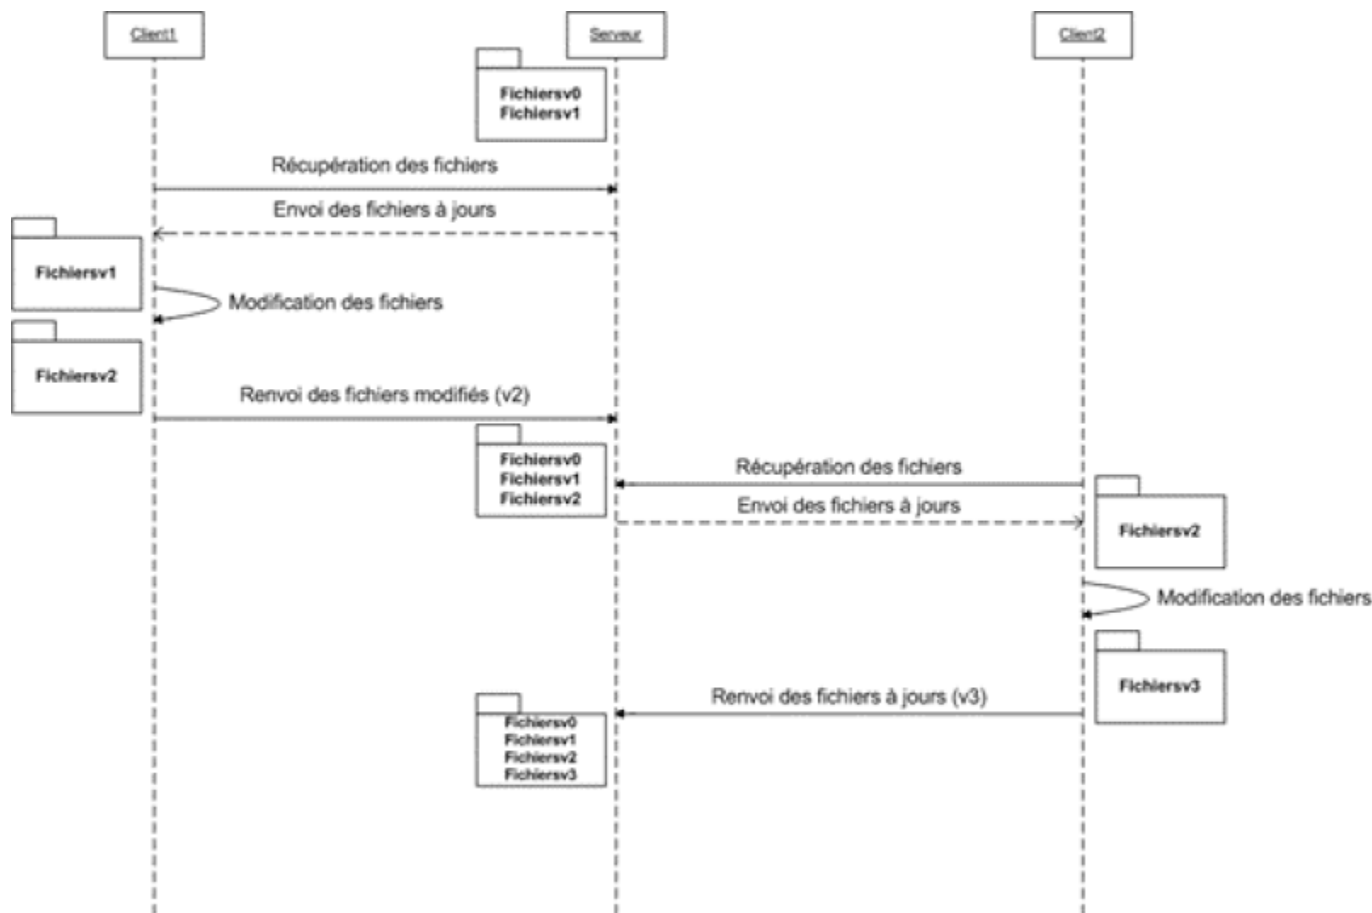 Client1
Serveur
Client2
Fichiersv0
Fichiersv1
Récupération des fichiers
Envoi des fichiers à jours
Fichiersv1
Modification des fichiers
Fichiersv2
Renvoi des fichiers modifiés (v2)
Fichiersv0
Fichiersv1
Fichiersv2
Récupération des fichiers
Envoi des fichiers à jours
Fichiersv2
Modification des fichiers
Fichiersv3
Renvoi des fichiers à jours (v3)
Fichiersv0
Fichiersv1
Fichiersv2
Fichiersv3